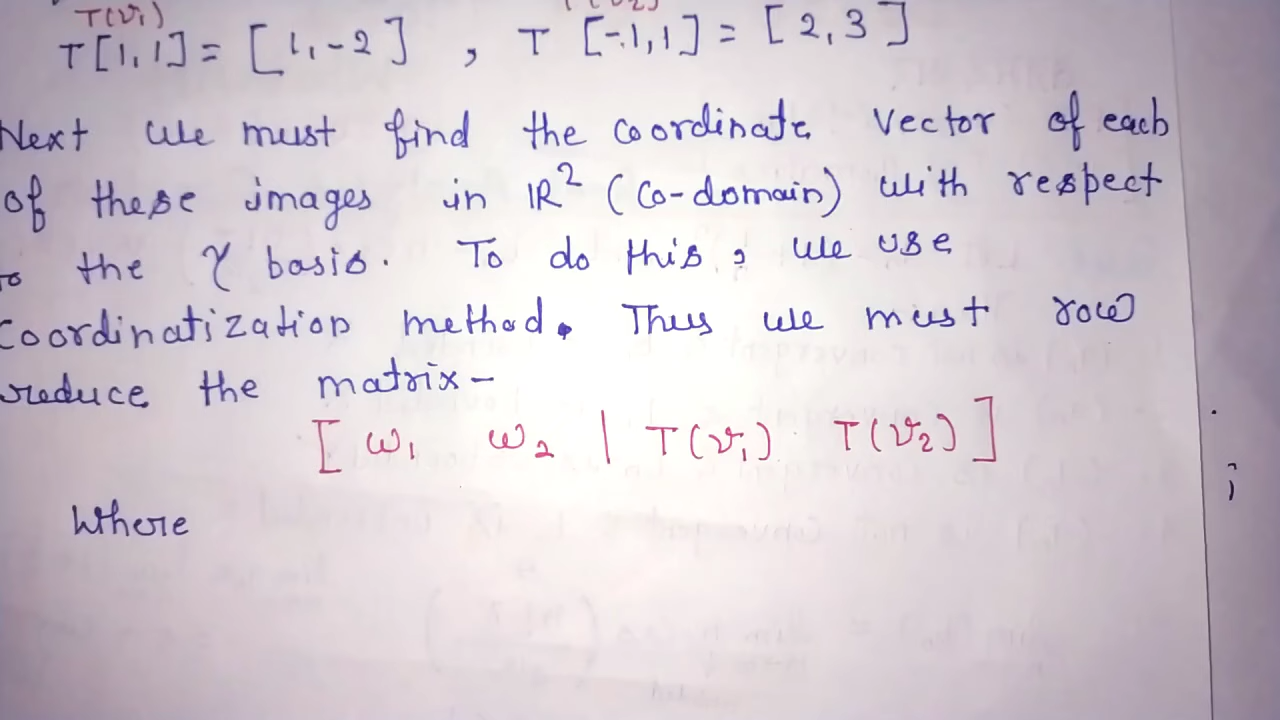 T(v₁)
T[1,1] = [1,-2] , T [-1,1] = [2,3]
Next we must find the coordinate vector of each
of these images in IR² (Co-domain) with respect
to the γ basis. To do this, we use
Coordinatization method. Thus we must row
reduce the matrix-
[ω₁ ω₂ | T(v₁) T(v₂)]
Where